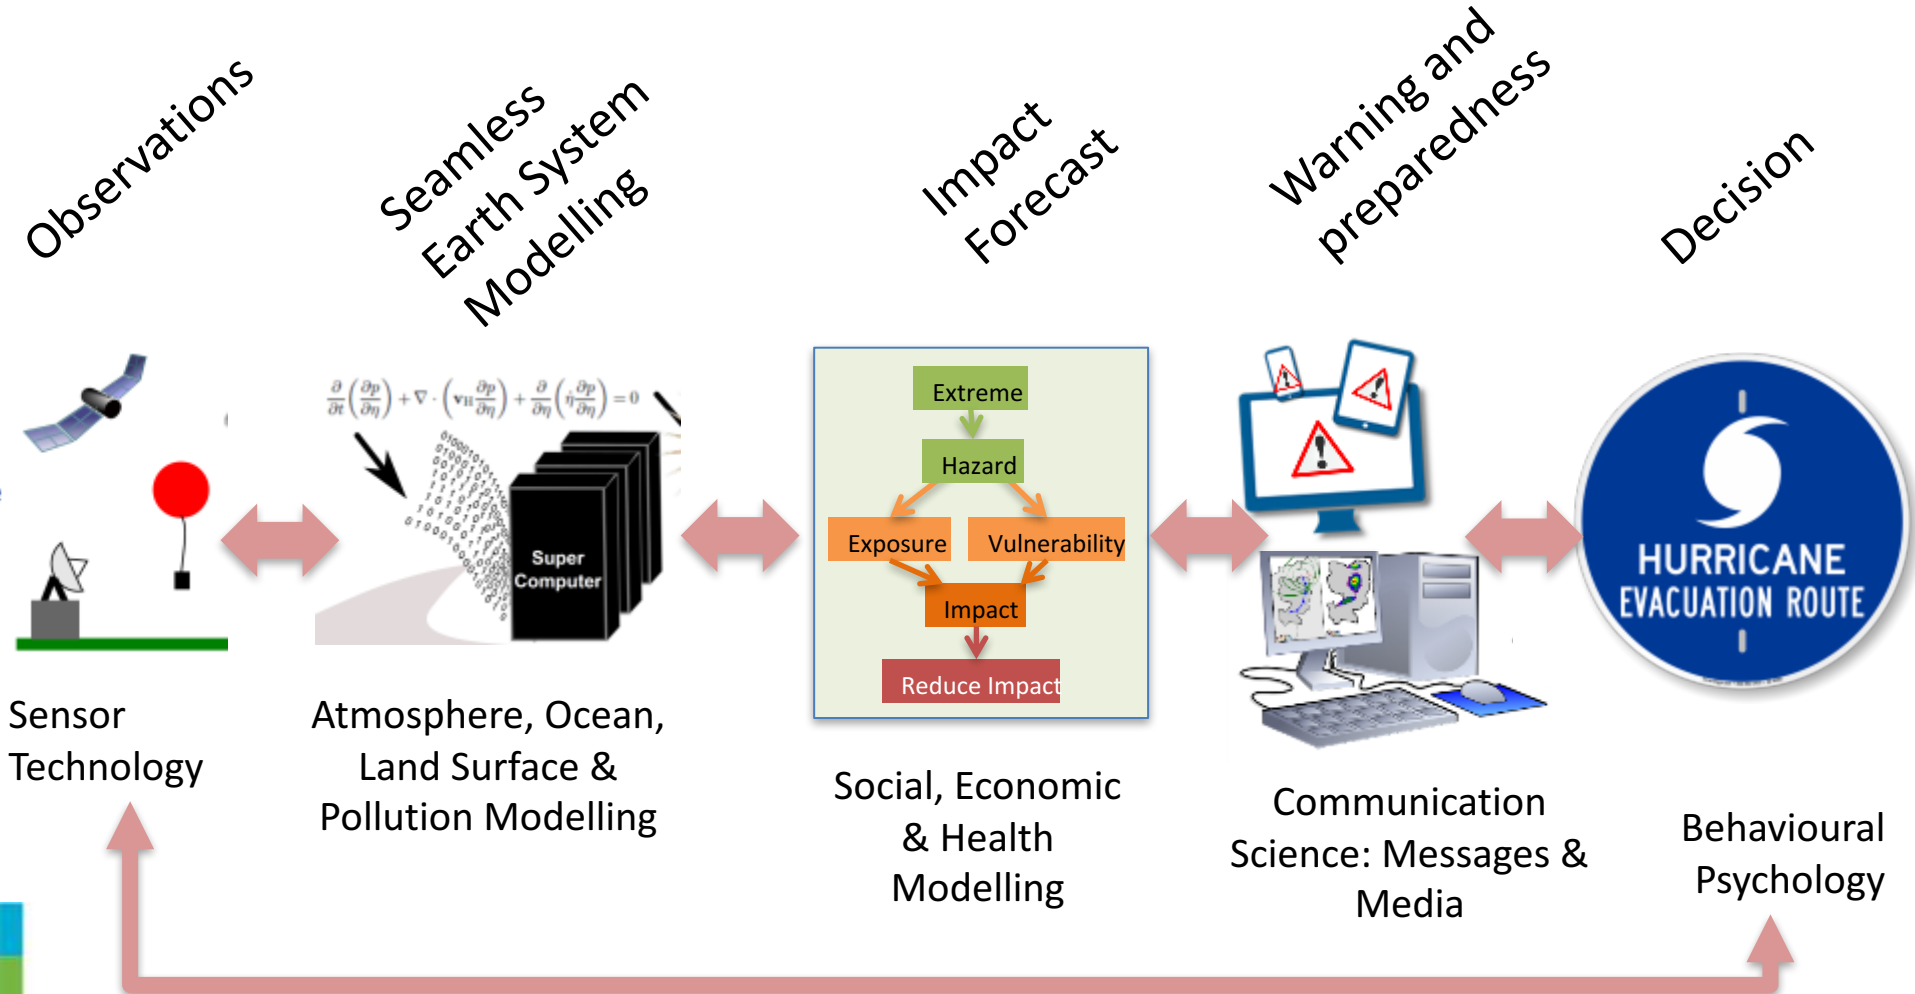 Observations
Seamless
Earth System
Modelling
Impact
Forecast
Warning and
preparedness
Decision
∂/∂t(∂p/∂η) + ∇ · (v_H ∂p/∂η) + ∂/∂η(η̇ ∂p/∂η) = 0
Super
Computer
Extreme
Hazard
Exposure
Vulnerability
Impact
Reduce Impact
HURRICANE
EVACUATION ROUTE
Sensor
Technology
Atmosphere, Ocean,
Land Surface &
Pollution Modelling
Social, Economic
& Health
Modelling
Communication
Science: Messages &
Media
Behavioural
Psychology